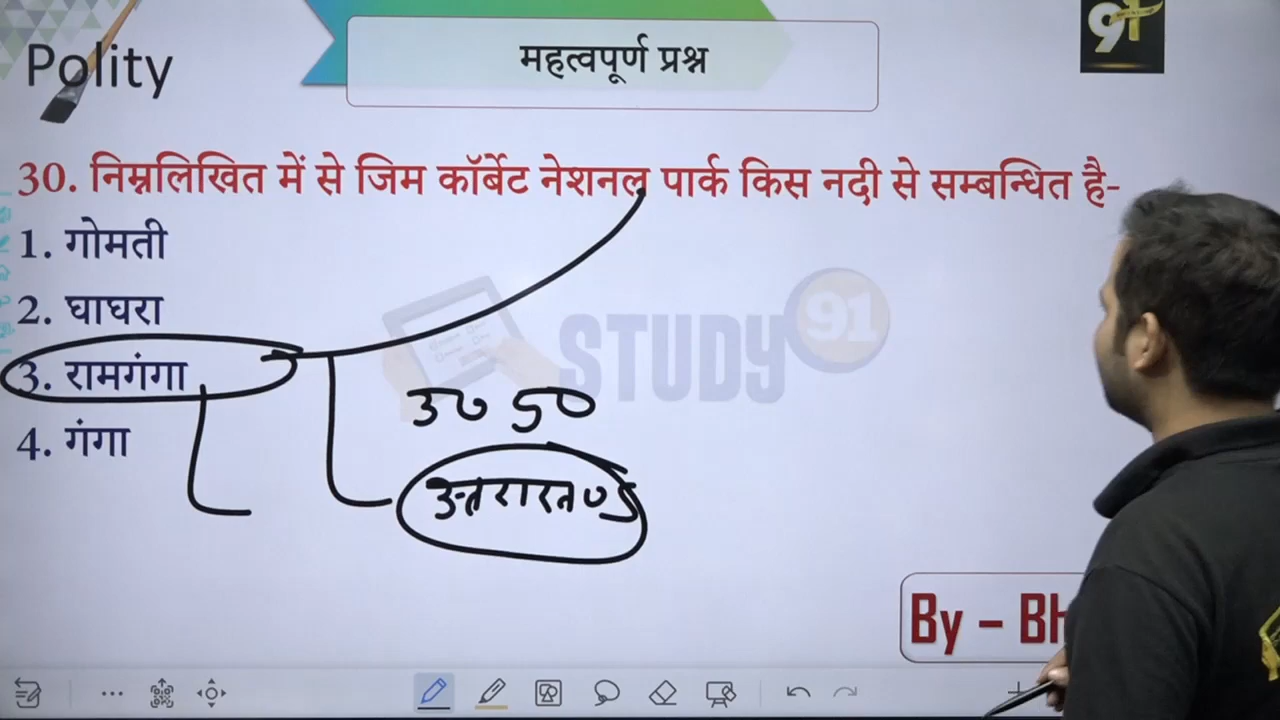 Polity
महत्वपूर्ण प्रश्न
91
30. निम्नलिखित में से जिम कॉर्बेट नेशनल पार्क किस नदी से सम्बन्धित है-
1. गोमती
2. घाघरा
3. रामगंगा
4. गंगा
STUDY 91
उत्तराखण्ड
By –